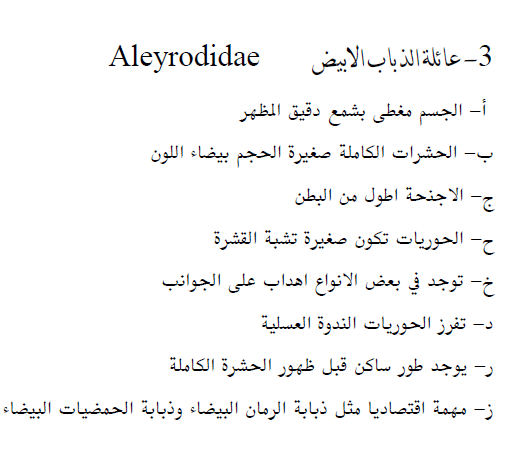 3- عائلة الذباب الابيض Aleyrodidae
أ- الجسم مغطى بشمع دقيق المظهر
ب- الحشرات الكاملة صغيرة الحجم بيضاء اللون
ج- الاجنحة اطول من البطن
ح- الحوريات تكون صغيرة تشبة القشرة
خ- توجد في بعض الانواع اهداب على الجوانب
د- تفرز الحوريات الندوة العسلية
ر- يوجد طور ساكن قبل ظهور الحشرة الكاملة
ز- مهمة اقتصاديا مثل ذبابة الرمان البيضاء وذبابة الحمضيات البيضاء